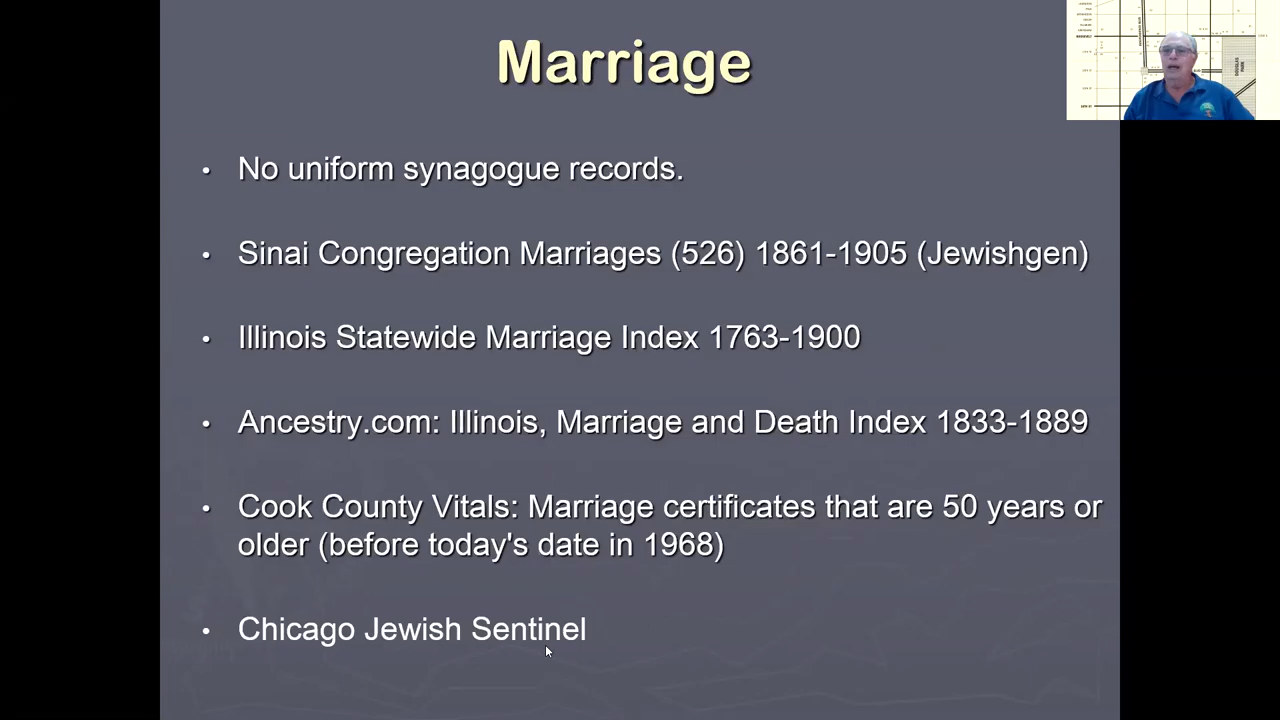 Marriage
• No uniform synagogue records.
• Sinai Congregation Marriages (526) 1861-1905 (Jewishgen)
• Illinois Statewide Marriage Index 1763-1900
• Ancestry.com: Illinois, Marriage and Death Index 1833-1889
• Cook County Vitals: Marriage certificates that are 50 years or
older (before today's date in 1968)
• Chicago Jewish Sentinel